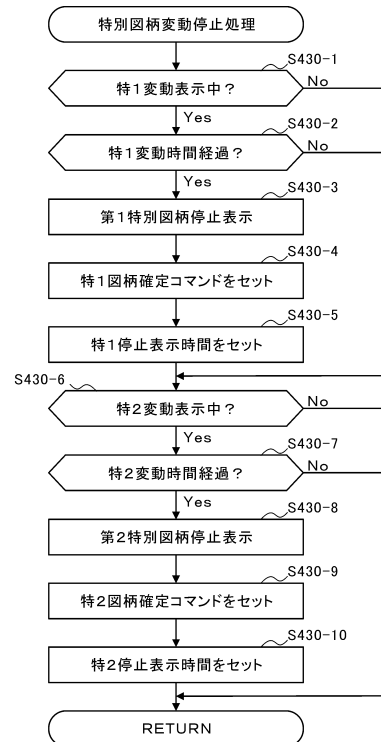 特別図柄変動停止処理
S430-1
特1変動表示中？
No
Yes
S430-2
特1変動時間経過？
No
Yes
S430-3
第1特別図柄停止表示
S430-4
特1図柄確定コマンドをセット
S430-5
特1停止表示時間をセット
S430-6
特2変動表示中？
No
Yes
S430-7
特2変動時間経過？
No
Yes
S430-8
第2特別図柄停止表示
S430-9
特2図柄確定コマンドをセット
S430-10
特2停止表示時間をセット
RETURN